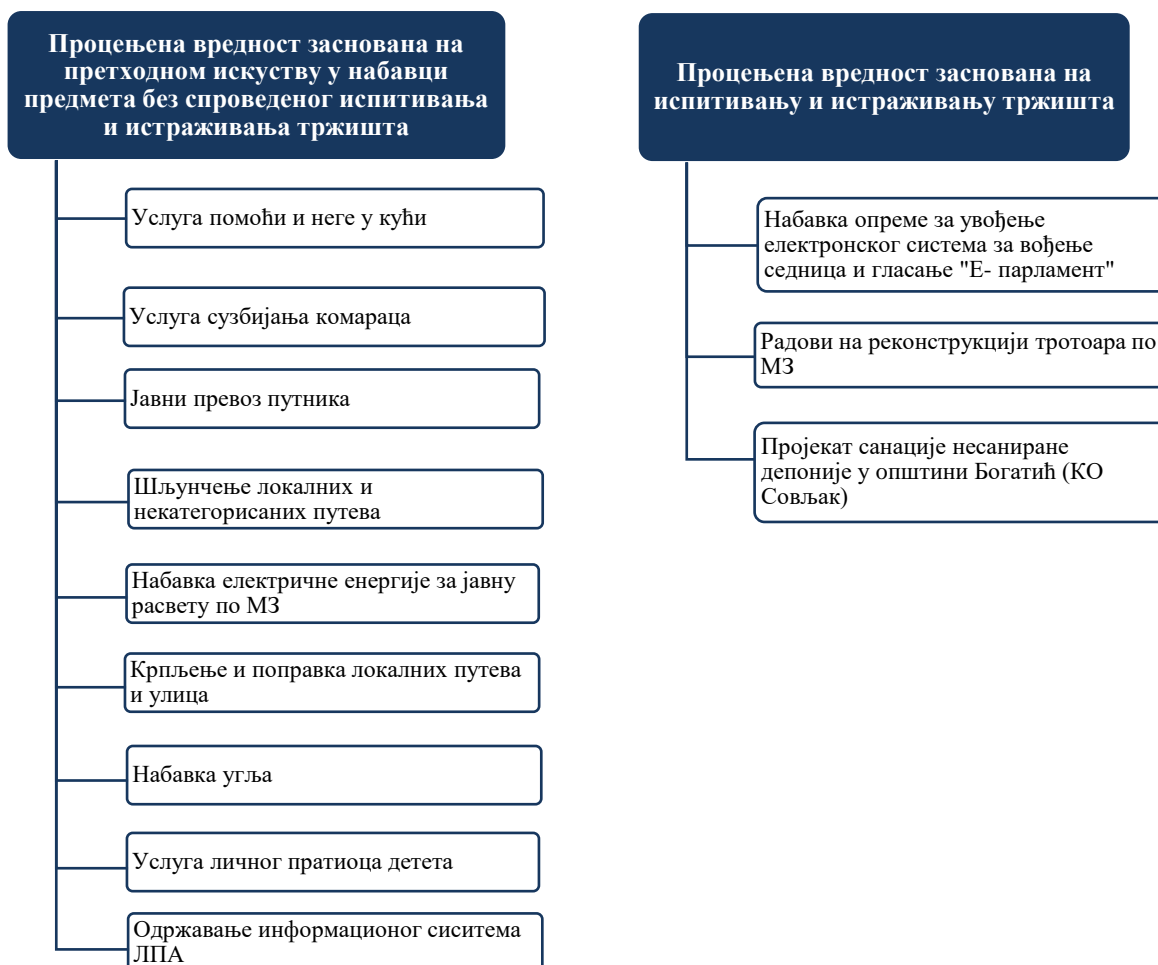 Процењена вредност заснована на
претходном искуству у набавци
предмета без спроведеног испитивања
и истраживања тржишта
Услуга помоћи и неге у кући
Услуга сузбијања комараца
Јавни превоз путника
Шљунчење локалних и
некатегорисаних путева
Набавка електричне енергије за јавну
расвету по МЗ
Крпљење и поправка локалних путева
и улица
Набавка угља
Услуга личног пратиоца детета
Одржавање информационог сиситема
ЛПА
Процењена вредност заснована на
испитивању и истраживању тржишта
Набавка опреме за увођење
електронског система за вођење
седница и гласање "Е- парламент"
Радови на реконструкцији тротоара по
МЗ
Пројекат санације несаниране
депоније у општини Богатић (КО
Совљак)